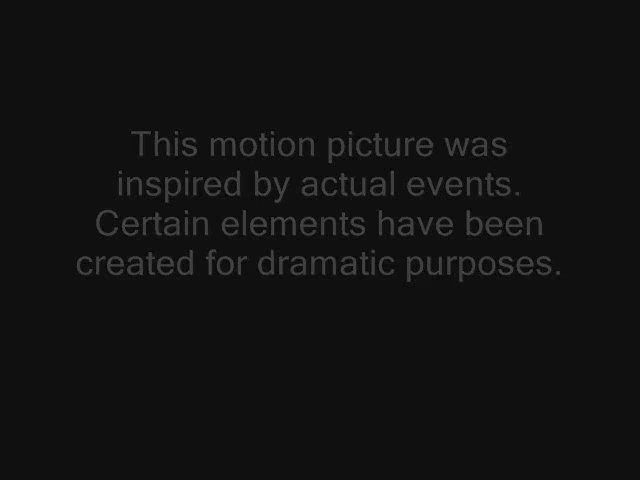 This motion picture was
inspired by actual events.
Certain elements have been
created for dramatic purposes.